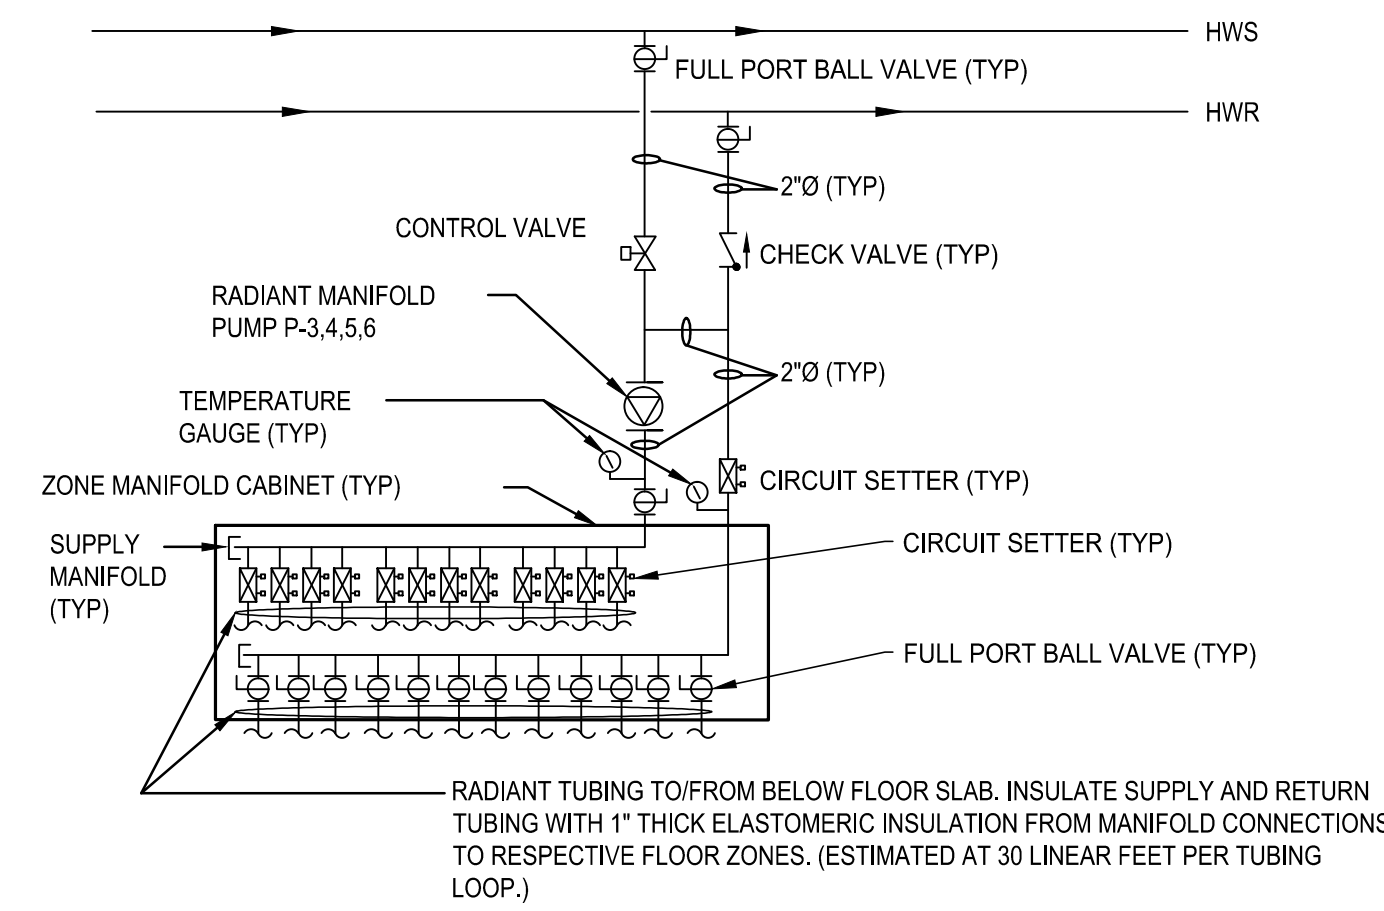 HWS
FULL PORT BALL VALVE (TYP)
HWR
2"Ø (TYP)
CONTROL VALVE
CHECK VALVE (TYP)
RADIANT MANIFOLD
PUMP P-3,4,5,6
2"Ø (TYP)
TEMPERATURE
GAUGE (TYP)
ZONE MANIFOLD CABINET (TYP)
CIRCUIT SETTER (TYP)
SUPPLY
MANIFOLD
(TYP)
CIRCUIT SETTER (TYP)
FULL PORT BALL VALVE (TYP)
RADIANT TUBING TO/FROM BELOW FLOOR SLAB. INSULATE SUPPLY AND RETURN
TUBING WITH 1" THICK ELASTOMERIC INSULATION FROM MANIFOLD CONNECTIONS
TO RESPECTIVE FLOOR ZONES. (ESTIMATED AT 30 LINEAR FEET PER TUBING
LOOP.)